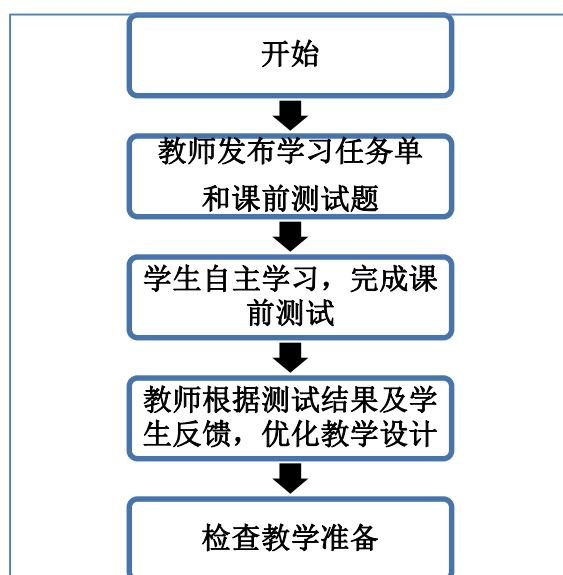 开始
教师发布学习任务单
和课前测试题
学生自主学习，完成课
前测试
教师根据测试结果及学
生反馈，优化教学设计
检查教学准备